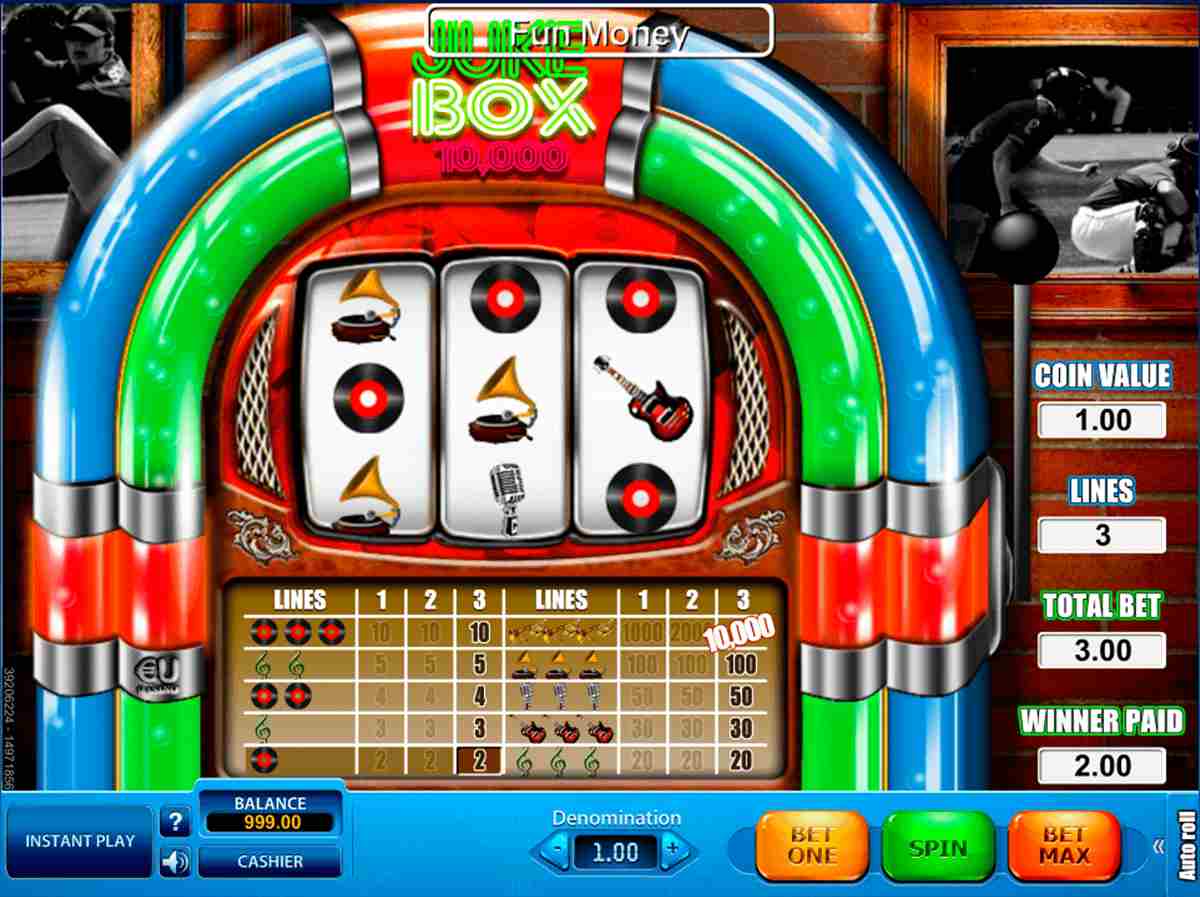 Fun Money
JUKE
BOX
10,000
COIN VALUE
1.00
LINES
3
TOTAL BET
3.00
WINNER PAID
2.00
LINES 1 2 3 LINES 1 2 3
10 10 10 1000 2000 10,000
5 5 5 100 100 100
4 4 4 50 50 50
3 3 3 30 30 30
2 2 2 20 20 20
EU
39206224 - 14971856
INSTANT PLAY
?
BALANCE
999.00
CASHIER
Denomination
- 1.00 +
BET
ONE
SPIN
BET
MAX
«
Auto roll